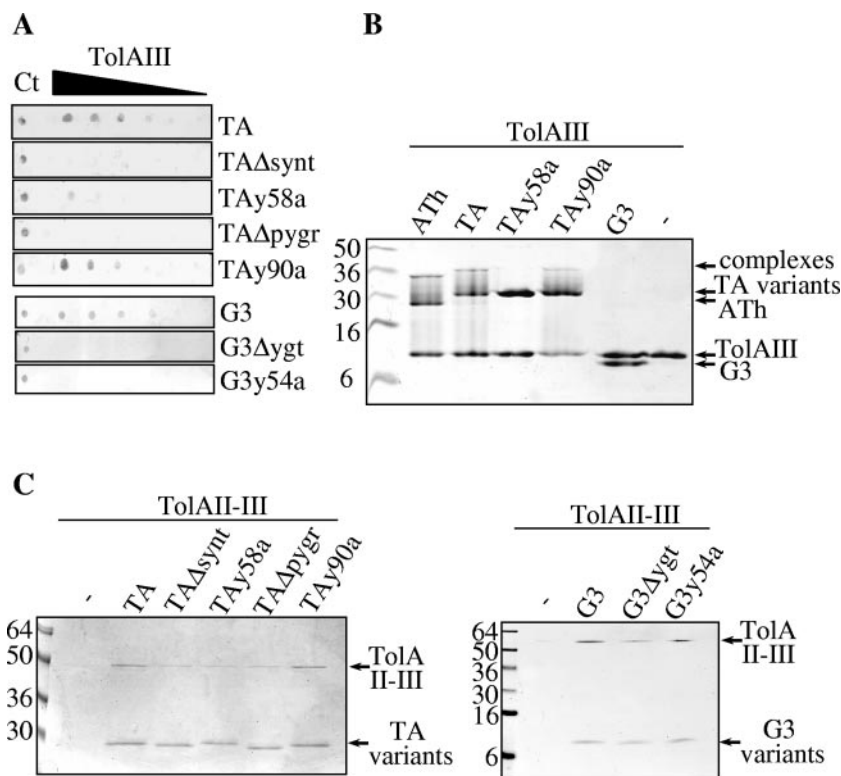 A
TolAIII
Ct
TA
TAΔsynt
TAy58a
TAΔpygr
TAy90a
G3
G3Δygt
G3y54a
B
TolAIII
ATh
TA
TAy58a
TAy90a
G3
-
50
36
30
16
6
complexes
TA variants
ATh
TolAIII
G3
C
TolAII-III
-
TA
TAΔsynt
TAy58a
TAΔpygr
TAy90a
64
50
36
30
TolA
II-III
TA
variants
TolAII-III
-
G3
G3Δygt
G3y54a
64
50
36
30
16
6
TolA
II-III
G3
variants